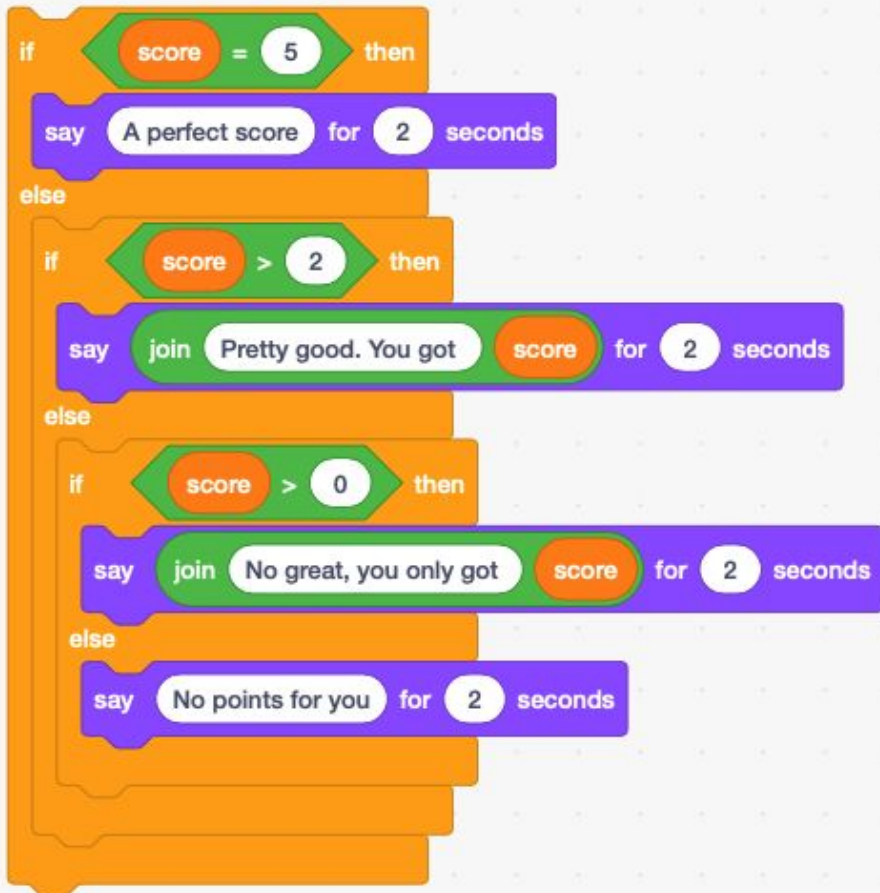 if score = 5 then
say A perfect score for 2 seconds
else
if score > 2 then
say join Pretty good. You got score for 2 seconds
else
if score > 0 then
say join No great, you only got score for 2 seconds
else
say No points for you for 2 seconds